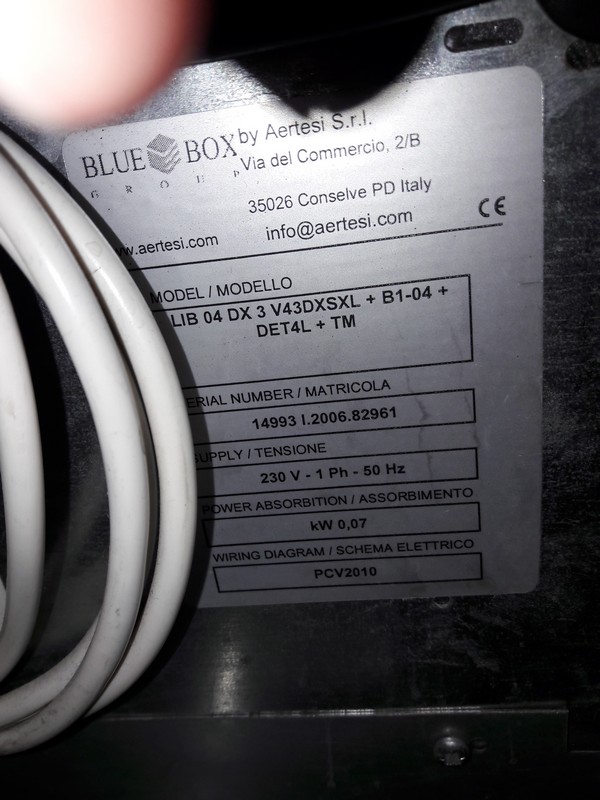 BLUE BOX by Aertesi S.r.l.
G R O U P Via del Commercio, 2/B
35026 Conselve PD Italy
ww.aertesi.com info@aertesi.com CE
MODEL / MODELLO
LIB 04 DX 3 V43DXSXL + B1-04 +
DET4L + TM
ERIAL NUMBER / MATRICOLA
14993 I.2006.82961
SUPPLY / TENSIONE
230 V - 1 Ph - 50 Hz
POWER ABSORBITION / ASSORBIMENTO
kW 0,07
WIRING DIAGRAM / SCHEMA ELETTRICO
PCV2010